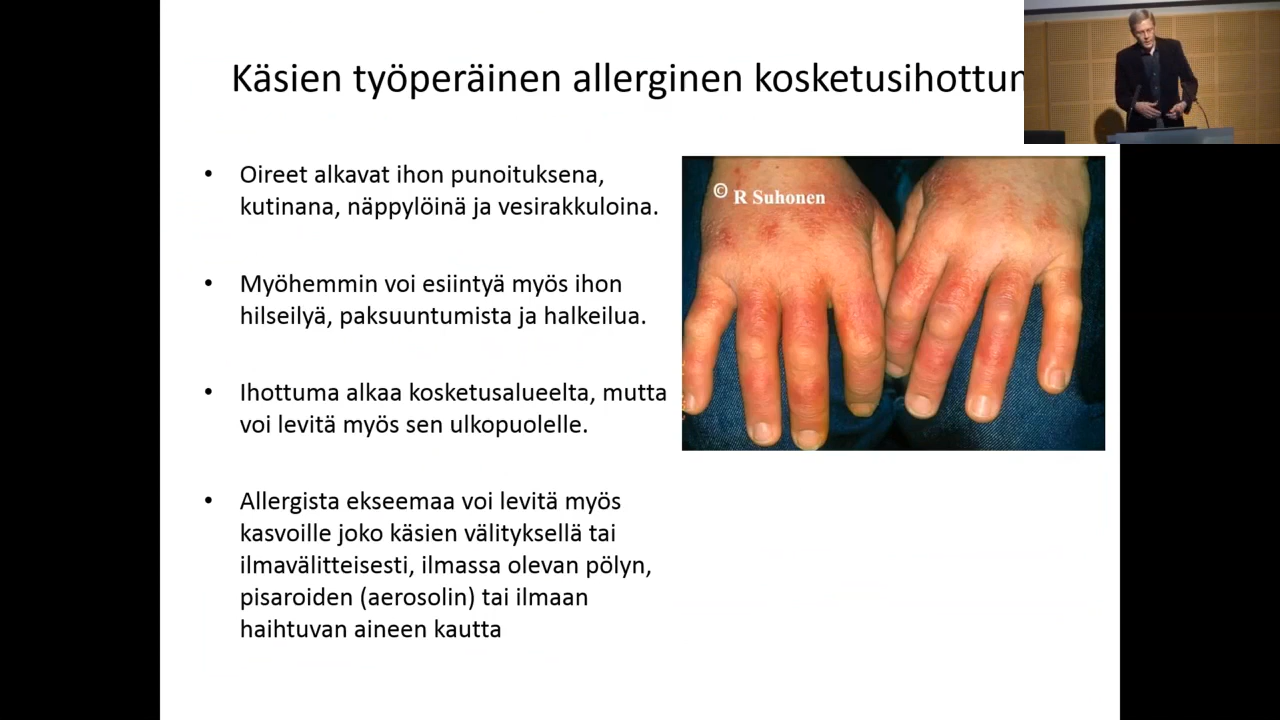 Käsien työperäinen allerginen
• Oireet alkavat ihon punoituksena,
kutinana, näppylöinä ja vesirakkuloina.
• Myöhemmin voi esiintyä myös ihon
hilseilyä, paksuuntumista ja halkeilua.
• Ihottuma alkaa kosketusalueelta, mutta
voi levitä myös sen ulkopuolelle.
• Allergista ekseemaa voi levitä myös
kasvoille joko käsien välityksellä tai
ilmavälitteisesti, ilmassa olevan pölyn,
pisaroiden (aerosolin) tai ilmaan
haihtuvan aineen kautta
© R Suhonen